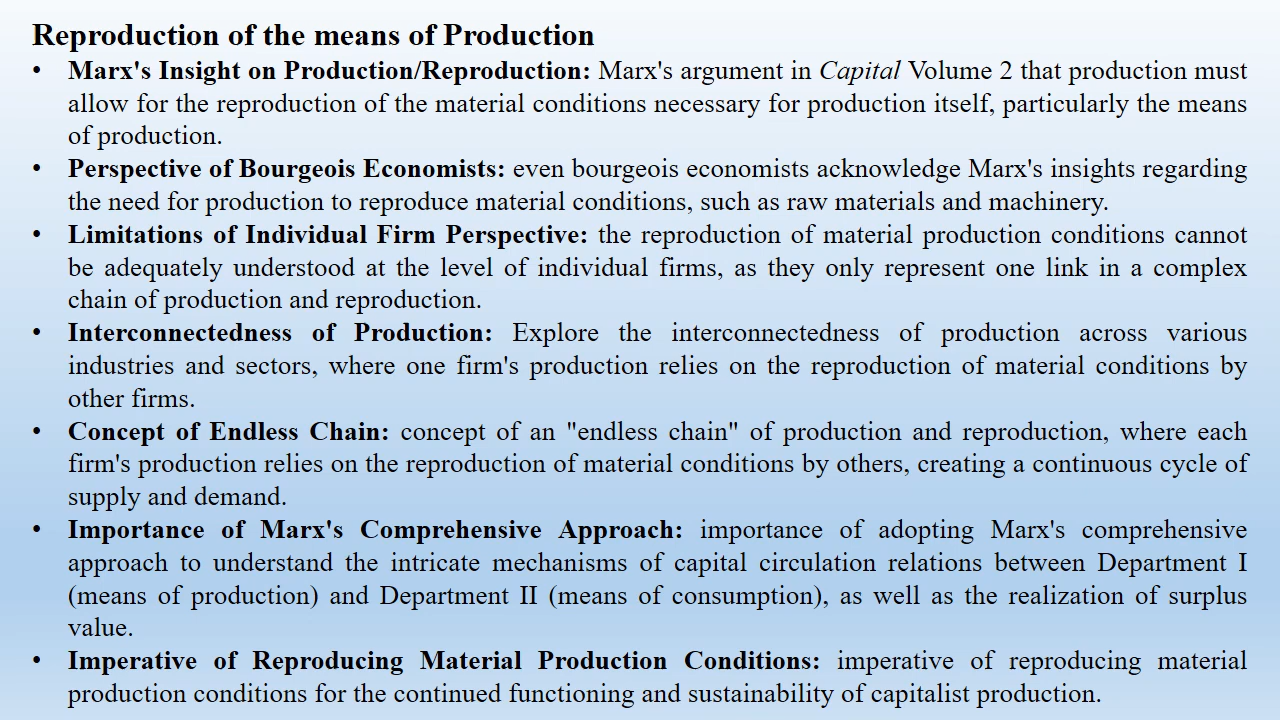 Reproduction of the means of Production
• Marx's Insight on Production/Reproduction: Marx's argument in Capital Volume 2 that production must
allow for the reproduction of the material conditions necessary for production itself, particularly the means
of production.
• Perspective of Bourgeois Economists: even bourgeois economists acknowledge Marx's insights regarding
the need for production to reproduce material conditions, such as raw materials and machinery.
• Limitations of Individual Firm Perspective: the reproduction of material production conditions cannot
be adequately understood at the level of individual firms, as they only represent one link in a complex
chain of production and reproduction.
• Interconnectedness of Production: Explore the interconnectedness of production across various
industries and sectors, where one firm's production relies on the reproduction of material conditions by
other firms.
• Concept of Endless Chain: concept of an "endless chain" of production and reproduction, where each
firm's production relies on the reproduction of material conditions by others, creating a continuous cycle of
supply and demand.
• Importance of Marx's Comprehensive Approach: importance of adopting Marx's comprehensive
approach to understand the intricate mechanisms of capital circulation relations between Department I
(means of production) and Department II (means of consumption), as well as the realization of surplus
value.
• Imperative of Reproducing Material Production Conditions: imperative of reproducing material
production conditions for the continued functioning and sustainability of capitalist production.